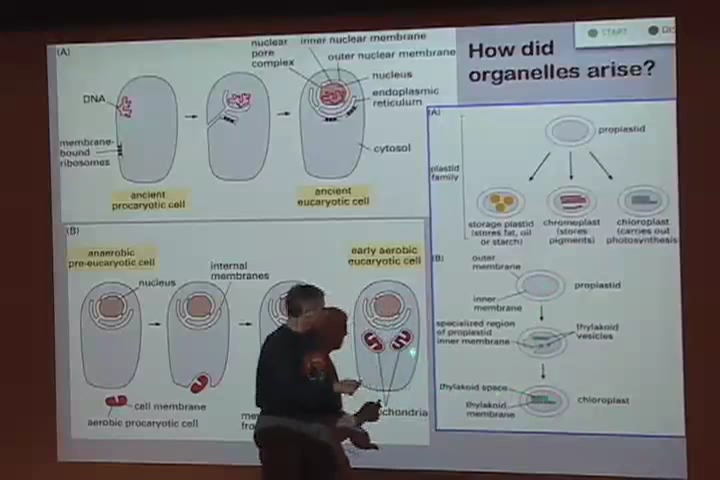 START
(A)
nuclear
pore
complex
inner nuclear membrane
outer nuclear membrane
nucleus
endoplasmic
reticulum
DNA
membrane-
bound
ribosomes
cytosol
ancient
procaryotic cell
ancient
eucaryotic cell
How did
organelles arise?
(A)
proplastid
plastid
family
storage plastid
(stores fat, oil
or starch)
chromoplast
(stores
pigments)
chloroplast
(carries out
photosynthesis
(B)
anaerobic
pre-eucaryotic cell
nucleus
internal
membranes
early aerobic
eucaryotic cell
cell membrane
aerobic procaryotic cell
(B)
outer
membrane
proplastid
inner
membrane
specialized region
of proplastid
inner membrane
thylakoid
vesicles
thylakoid space
thylakoid
membrane
chloroplast